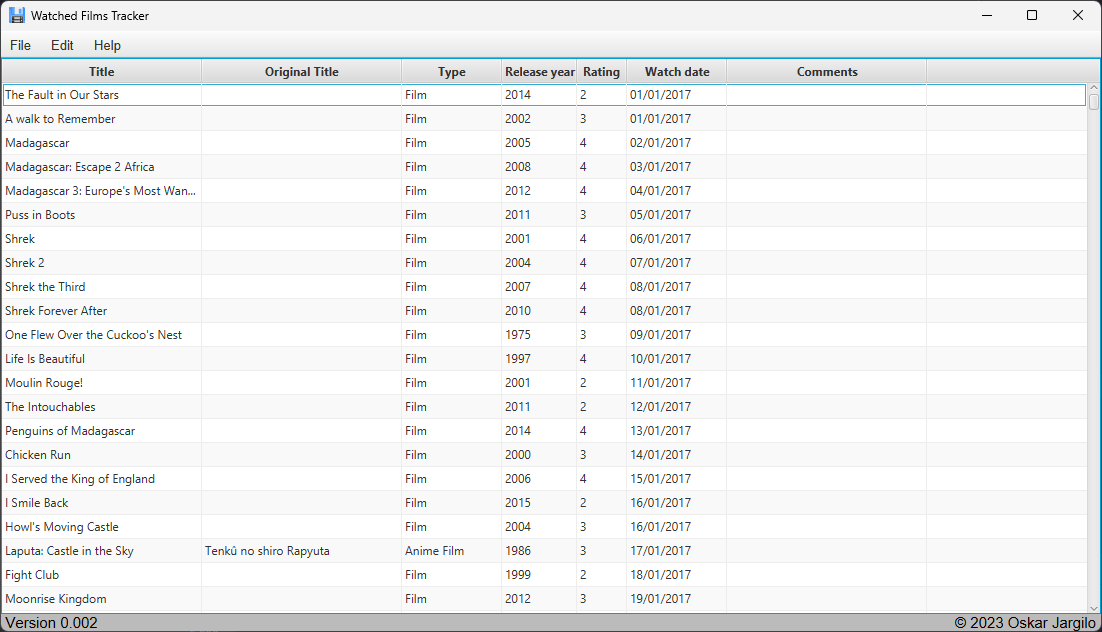 Watched Films Tracker
File Edit Help
Title Original Title Type Release year Rating Watch date Comments
The Fault in Our Stars Film 2014 2 01/01/2017
A walk to Remember Film 2002 3 01/01/2017
Madagascar Film 2005 4 02/01/2017
Madagascar: Escape 2 Africa Film 2008 4 03/01/2017
Madagascar 3: Europe's Most Wan... Film 2012 4 04/01/2017
Puss in Boots Film 2011 3 05/01/2017
Shrek Film 2001 4 06/01/2017
Shrek 2 Film 2004 4 07/01/2017
Shrek the Third Film 2007 4 08/01/2017
Shrek Forever After Film 2010 4 08/01/2017
One Flew Over the Cuckoo's Nest Film 1975 3 09/01/2017
Life Is Beautiful Film 1997 4 10/01/2017
Moulin Rouge! Film 2001 2 11/01/2017
The Intouchables Film 2011 2 12/01/2017
Penguins of Madagascar Film 2014 4 13/01/2017
Chicken Run Film 2000 3 14/01/2017
I Served the King of England Film 2006 4 15/01/2017
I Smile Back Film 2015 2 16/01/2017
Howl's Moving Castle Film 2004 3 16/01/2017
Laputa: Castle in the Sky Tenkû no shiro Rapyuta Anime Film 1986 3 17/01/2017
Fight Club Film 1999 2 18/01/2017
Moonrise Kingdom Film 2012 3 19/01/2017
Version 0.002 © 2023 Oskar Jargilo